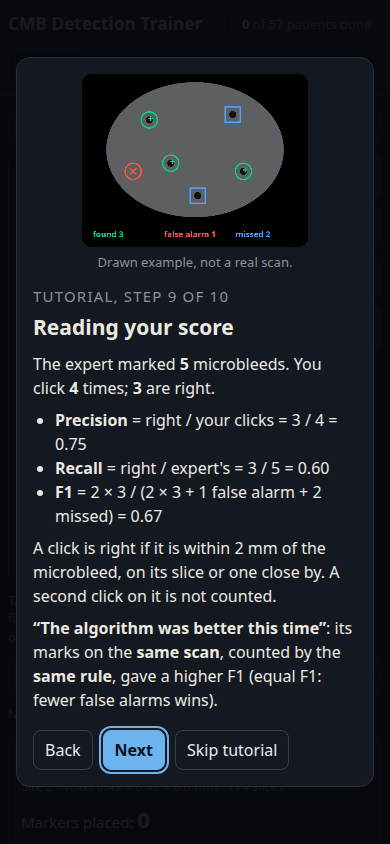 CMB Detection Trainer
0 of 57 patients done
found 3
false alarm 1
missed 2
Drawn example, not a real scan.
TUTORIAL, STEP 9 OF 10
Reading your score
The expert marked 5 microbleeds. You
click 4 times; 3 are right.
• Precision = right / your clicks = 3 / 4 =
0.75
• Recall = right / expert's = 3 / 5 = 0.60
• F1 = 2 × 3 / (2 × 3 + 1 false alarm + 2
missed) = 0.67
A click is right if it is within 2 mm of the
microbleed, on its slice or one close by. A
second click on it is not counted.
“The algorithm was better this time”: its
marks on the same scan, counted by the
same rule, gave a higher F1 (equal F1:
fewer false alarms wins).
Back
Next
Skip tutorial
Markers placed: 0